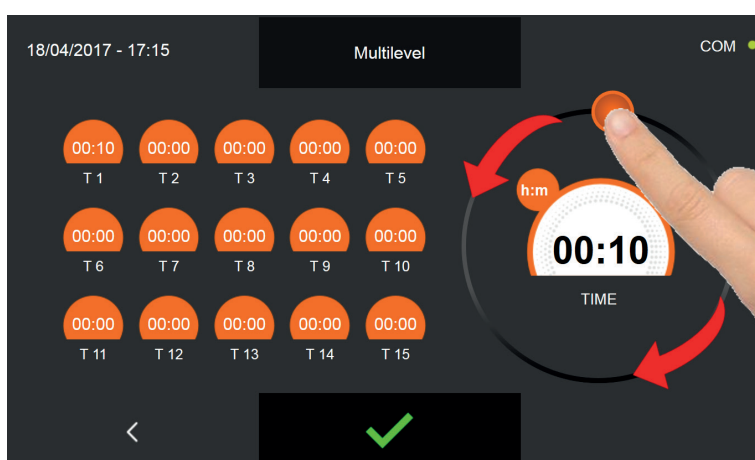 18/04/2017 - 17:15
Multilevel
COM
00:10 00:00 00:00 00:00 00:00
T 1 T 2 T 3 T 4 T 5
00:00 00:00 00:00 00:00 00:00
T 6 T 7 T 8 T 9 T 10
00:00 00:00 00:00 00:00 00:00
T 11 T 12 T 13 T 14 T 15
h:m
00:10
TIME